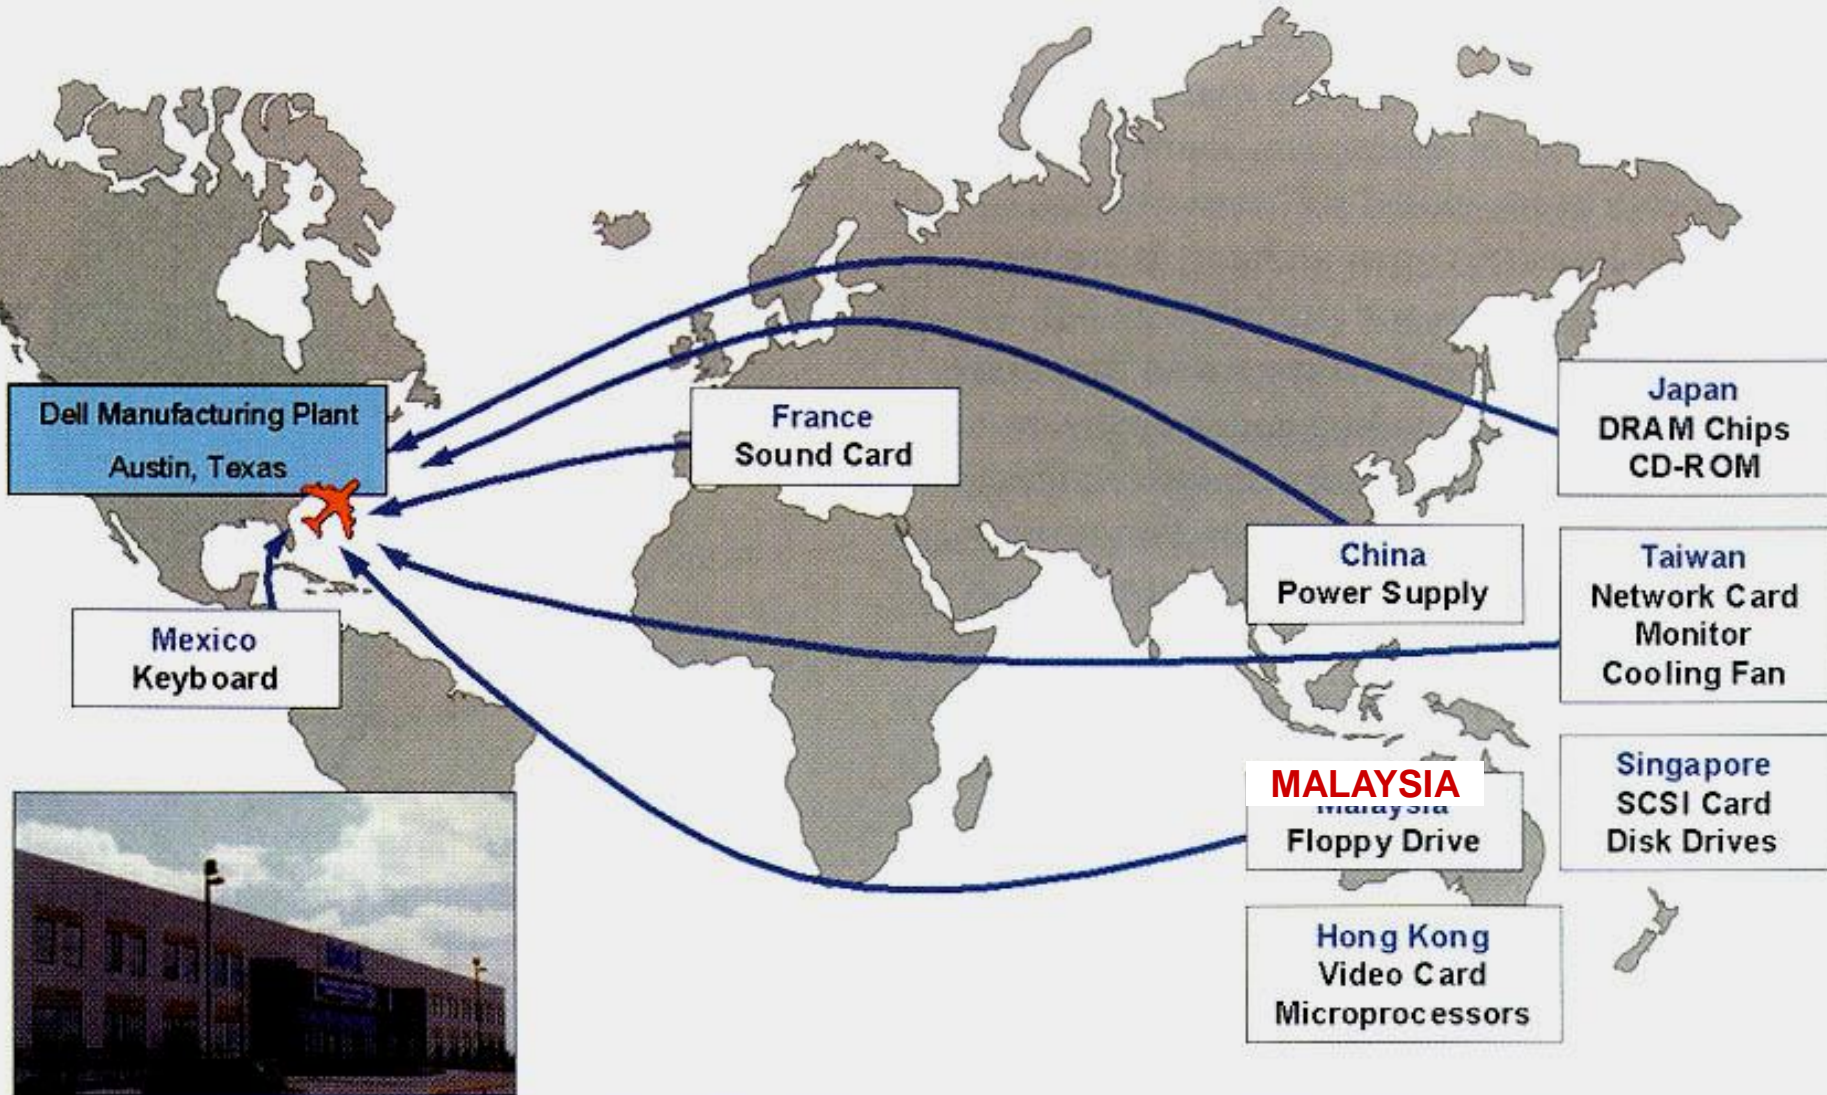 Dell Manufacturing Plant
Austin, Texas
France
Sound Card
Japan
DRAM Chips
CD-ROM
China
Power Supply
Taiwan
Network Card
Monitor
Cooling Fan
Mexico
Keyboard
MALAYSIA
Malaysia
Floppy Drive
Singapore
SCSI Card
Disk Drives
Hong Kong
Video Card
Microprocessors